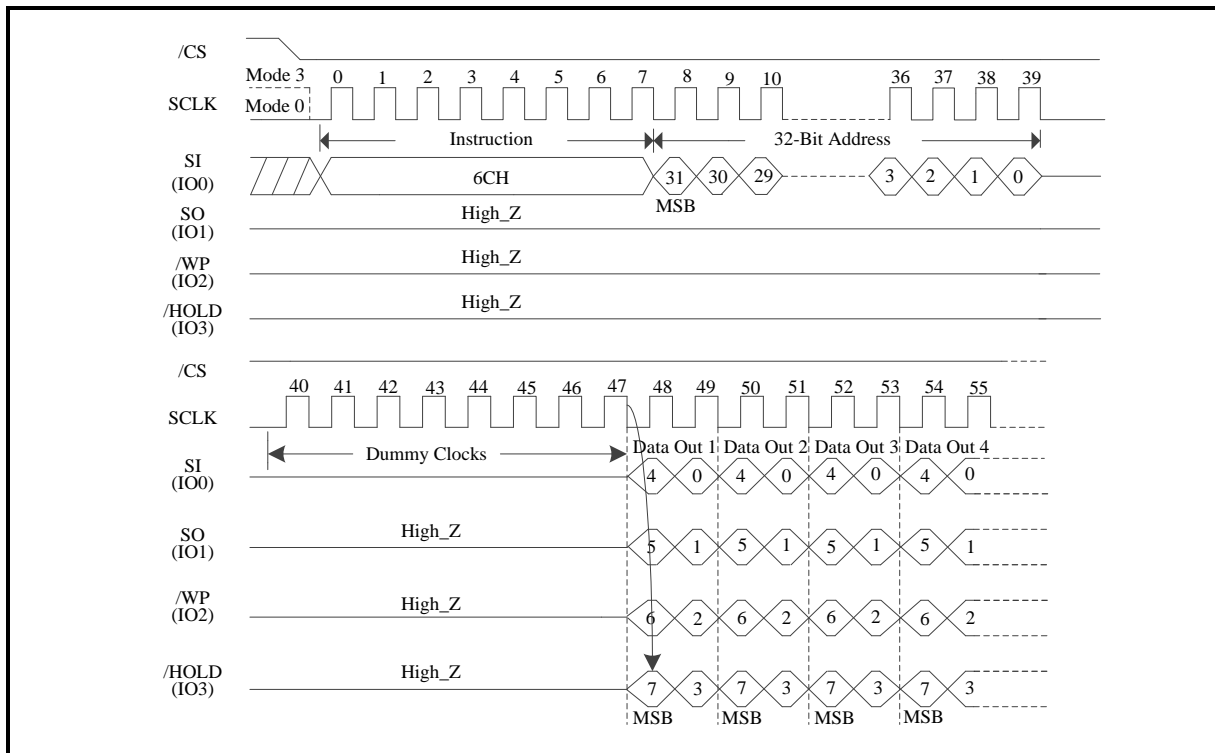 /CS
Mode 3 0 1 2 3 4 5 6 7 8 9 10 36 37 38 39
SCLK Mode 0
Instruction 32-Bit Address
SI
(IO0) 6CH 31 30 29 3 2 1 0
MSB
SO
(IO1) High_Z
/WP
(IO2) High_Z
/HOLD
(IO3) High_Z
/CS
40 41 42 43 44 45 46 47 48 49 50 51 52 53 54 55
SCLK
Dummy Clocks Data Out 1 Data Out 2 Data Out 3 Data Out 4
SI
(IO0) 4 0 4 0 4 0 4 0
SO
(IO1) High_Z 5 1 5 1 5 1 5 1
/WP
(IO2) High_Z 6 2 6 2 6 2 6 2
/HOLD
(IO3) High_Z 7 3 7 3 7 3 7 3
MSB MSB MSB MSB